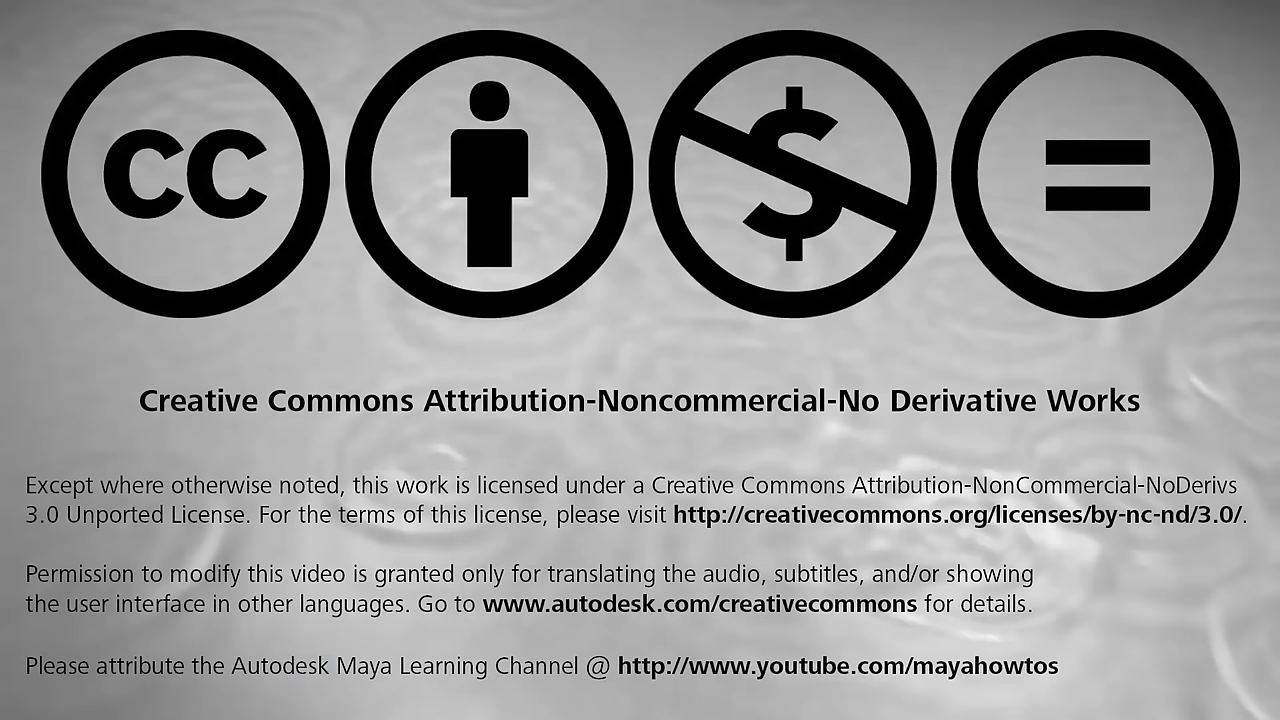 cc
$
=
Creative Commons Attribution-Noncommercial-No Derivative Works
Except where otherwise noted, this work is licensed under a Creative Commons Attribution-NonCommercial-NoDerivs
3.0 Unported License. For the terms of this license, please visit http://creativecommons.org/licenses/by-nc-nd/3.0/.
Permission to modify this video is granted only for translating the audio, subtitles, and/or showing
the user interface in other languages. Go to www.autodesk.com/creativecommons for details.
Please attribute the Autodesk Maya Learning Channel @ http://www.youtube.com/mayahowtos